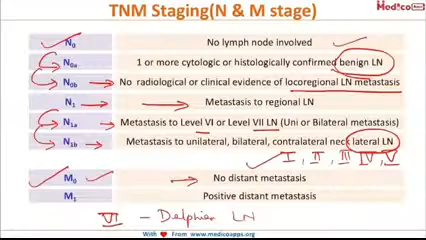 TNM Staging(N & M stage)
Medico Apps
N0 No lymph node involved
N0a 1 or more cytologic or histologically confirmed benign LN
N0b No radiological or clinical evidence of locoregional LN metastasis
N1 Metastasis to regional LN
N1a Metastasis to Level VI or Level VII LN (Uni or Bilateral metastasis)
N1b Metastasis to unilateral, bilateral, contralateral neck lateral LN
I, II, III IV, V
M0 No distant metastasis
M1 Positive distant metastasis
VI - Delphian LN
With From www.medicoapps.org